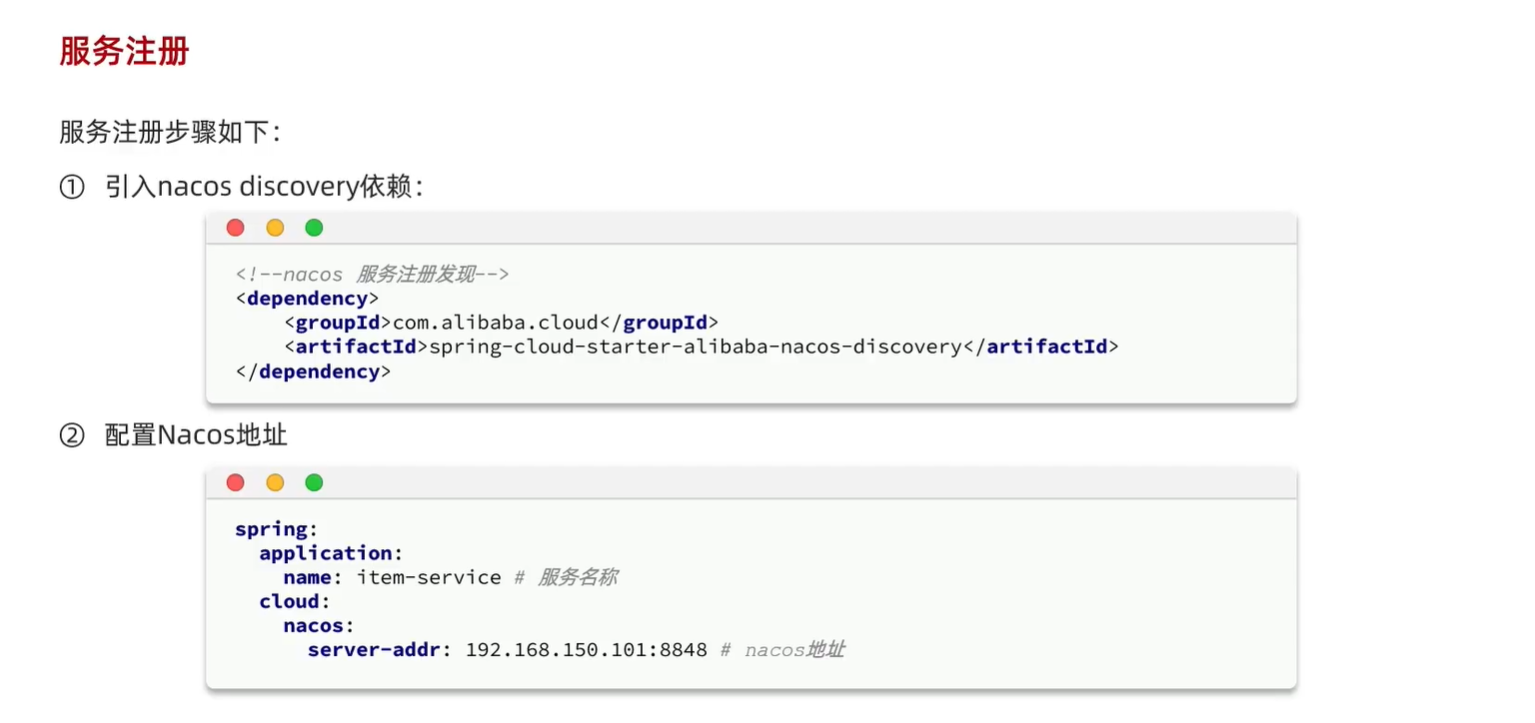 服务注册
服务注册步骤如下：
① 引入nacos discovery依赖：
<!--nacos 服务注册发现-->
<dependency>
    <groupId>com.alibaba.cloud</groupId>
    <artifactId>spring-cloud-starter-alibaba-nacos-discovery</artifactId>
</dependency>
② 配置Nacos地址
spring:
  application:
    name: item-service # 服务名称
  cloud:
    nacos:
      server-addr: 192.168.150.101:8848 # nacos地址